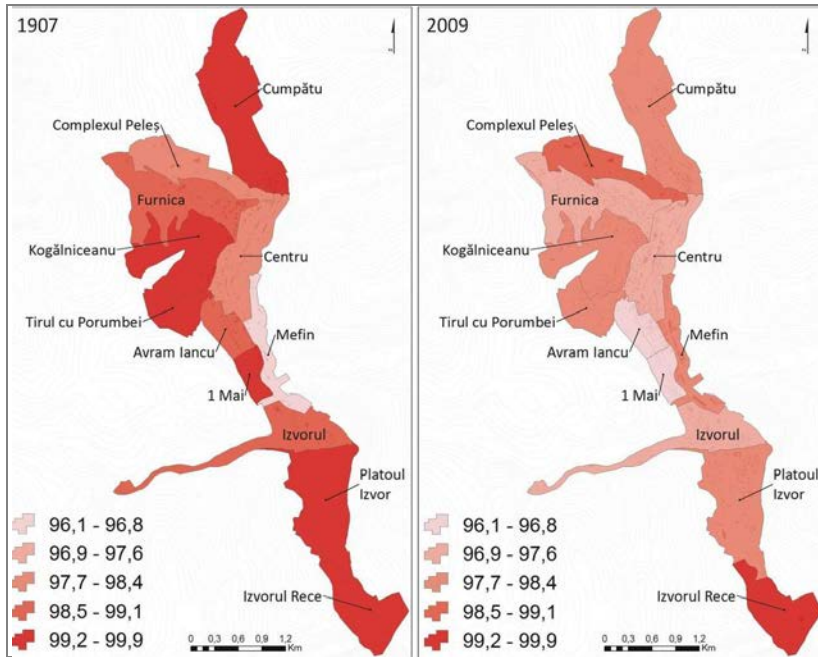 1907
Cumpătu
Complexul Peleș
Furnica
Kogălniceanu
Centru
Tirul cu Porumbei
Mefin
Avram Iancu
1 Mai
Izvorul
Platoul
Izvor
Izvorul Rece
96,1 - 96,8
96,9 - 97,6
97,7 - 98,4
98,5 - 99,1
99,2 - 99,9
0 0,3 0,6 0,9 1,2
Km
2009
Cumpătu
Complexul Peleș
Furnica
Kogălniceanu
Centru
Tirul cu Porumbei
Mefin
Avram Iancu
1 Mai
Izvorul
Platoul
Izvor
Izvorul Rece
96,1 - 96,8
96,9 - 97,6
97,7 - 98,4
98,5 - 99,1
99,2 - 99,9
0 0,3 0,6 0,9 1,2
Km